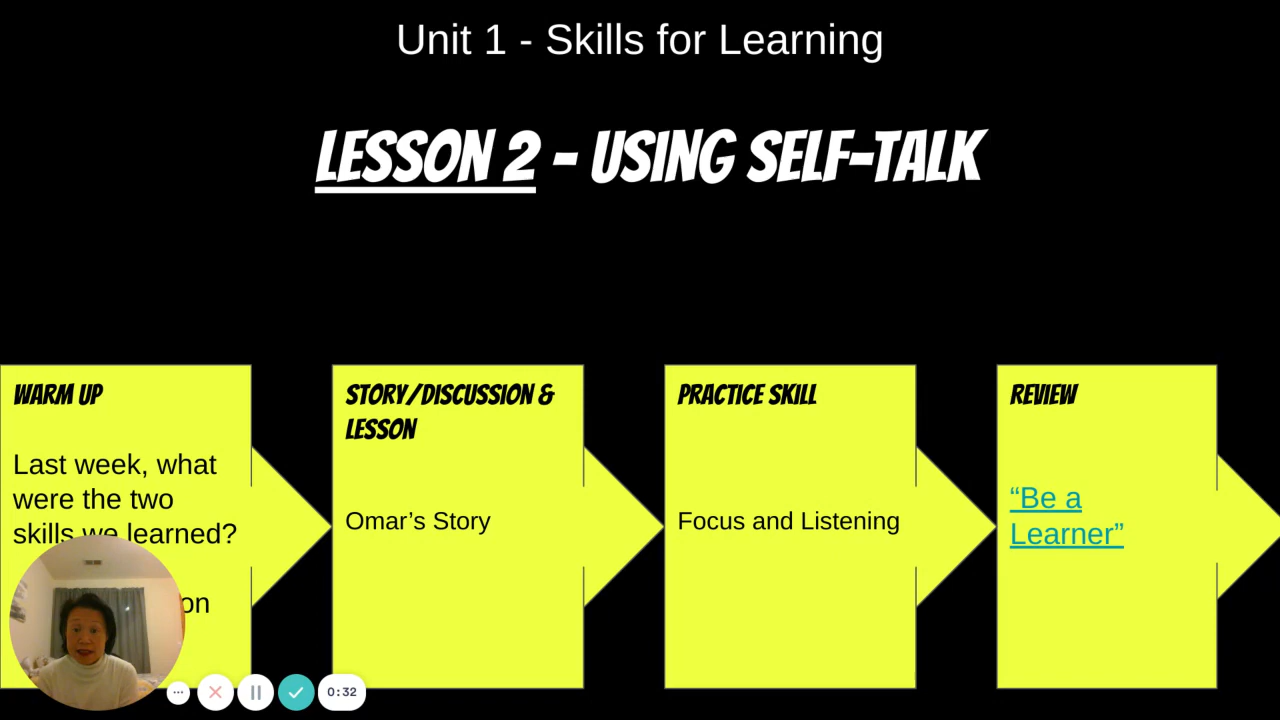 Unit 1 - Skills for Learning
LESSON 2 - USING SELF-TALK
WARM UP
Last week, what
were the two
skills we learned?
on
STORY/DISCUSSION &
LESSON
Omar’s Story
PRACTICE SKILL
Focus and Listening
REVIEW
“Be a
Learner”
0:32